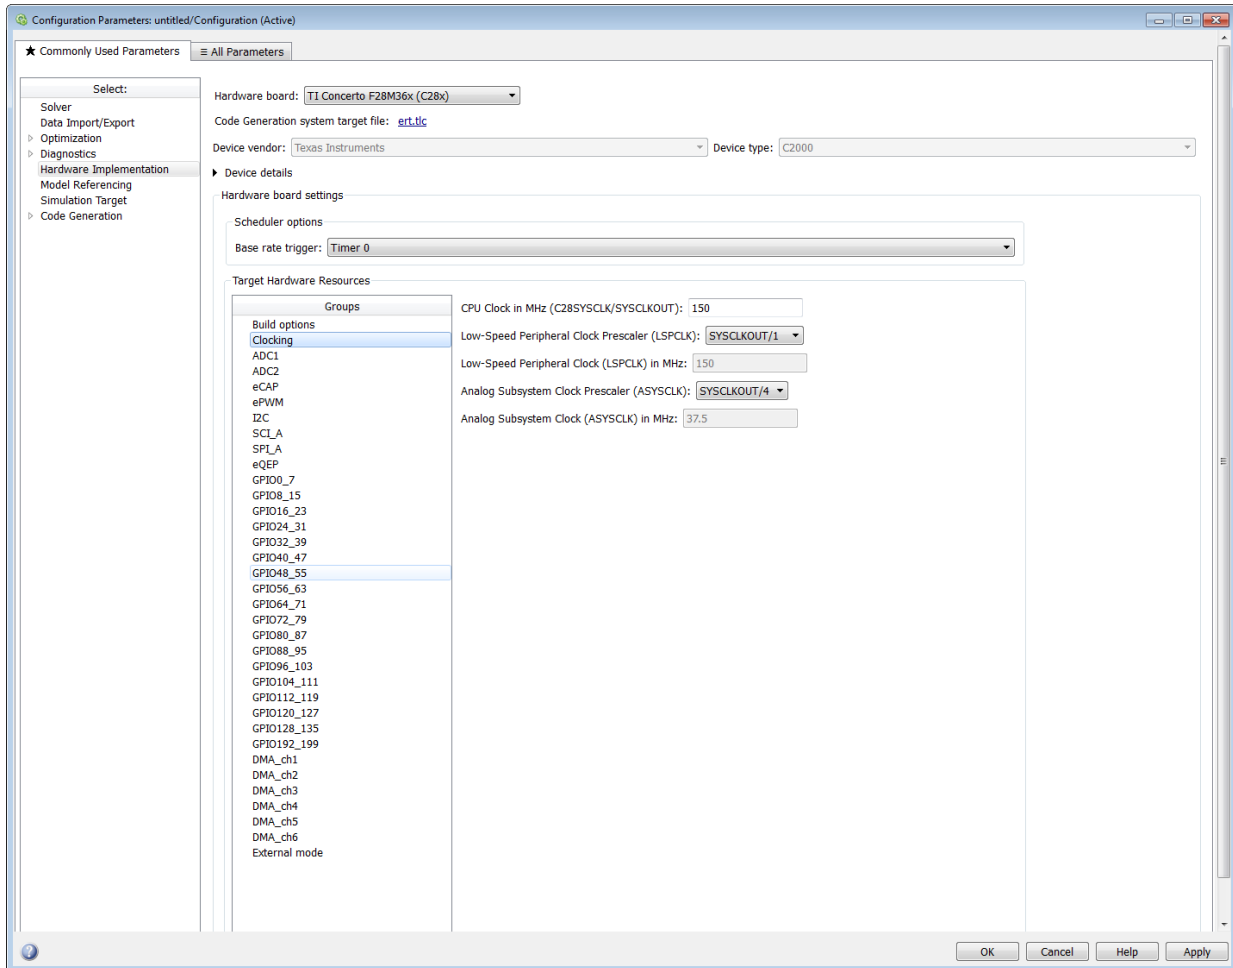 Configuration Parameters: untitled/Configuration (Active)
★ Commonly Used Parameters
≡ All Parameters
Select:
Solver
Data Import/Export
Optimization
Diagnostics
Hardware Implementation
Model Referencing
Simulation Target
Code Generation
Hardware board: TI Concerto F28M36x (C28x)
Code Generation system target file: ert.tlc
Device vendor: Texas Instruments Device type: C2000
Device details
Hardware board settings
Scheduler options
Base rate trigger: Timer 0
Target Hardware Resources
Groups
Build options
Clocking
ADC1
ADC2
eCAP
ePWM
I2C
SCI_A
SPI_A
eQEP
GPIO0_7
GPIO8_15
GPIO16_23
GPIO24_31
GPIO32_39
GPIO40_47
GPIO48_55
GPIO56_63
GPIO64_71
GPIO72_79
GPIO80_87
GPIO88_95
GPIO96_103
GPIO104_111
GPIO112_119
GPIO120_127
GPIO128_135
GPIO192_199
DMA_ch1
DMA_ch2
DMA_ch3
DMA_ch4
DMA_ch5
DMA_ch6
External mode
CPU Clock in MHz (C28SYSCLK/SYSCLKOUT): 150
Low-Speed Peripheral Clock Prescaler (LSPCLK): SYSCLKOUT/1
Low-Speed Peripheral Clock (LSPCLK) in MHz: 150
Analog Subsystem Clock Prescaler (ASYSCLK): SYSCLKOUT/4
Analog Subsystem Clock (ASYSCLK) in MHz: 37.5
OK Cancel Help Apply